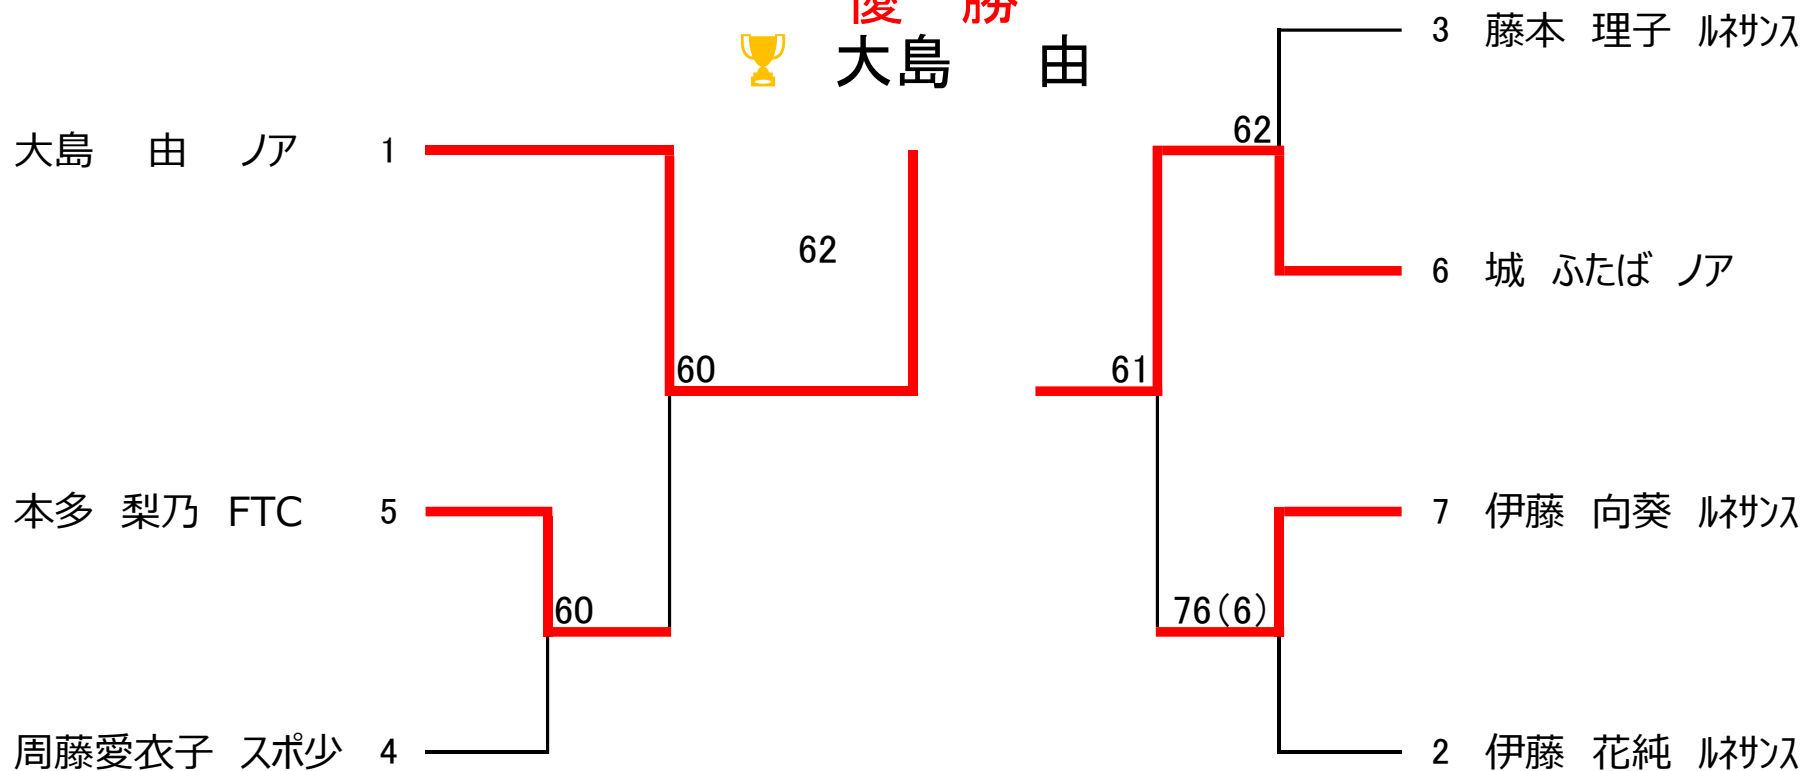 優　勝
大島　由
大島　由　ノア　1
62
60
本多　梨乃　FTC　5
60
周藤愛衣子　スポ少　4
3　藤本　理子　ﾙﾈｻﾝｽ
62
6　城　ふたば　ノア
61
7　伊藤　向葵　ﾙﾈｻﾝｽ
76(6)
2　伊藤　花純　ﾙﾈｻﾝｽ